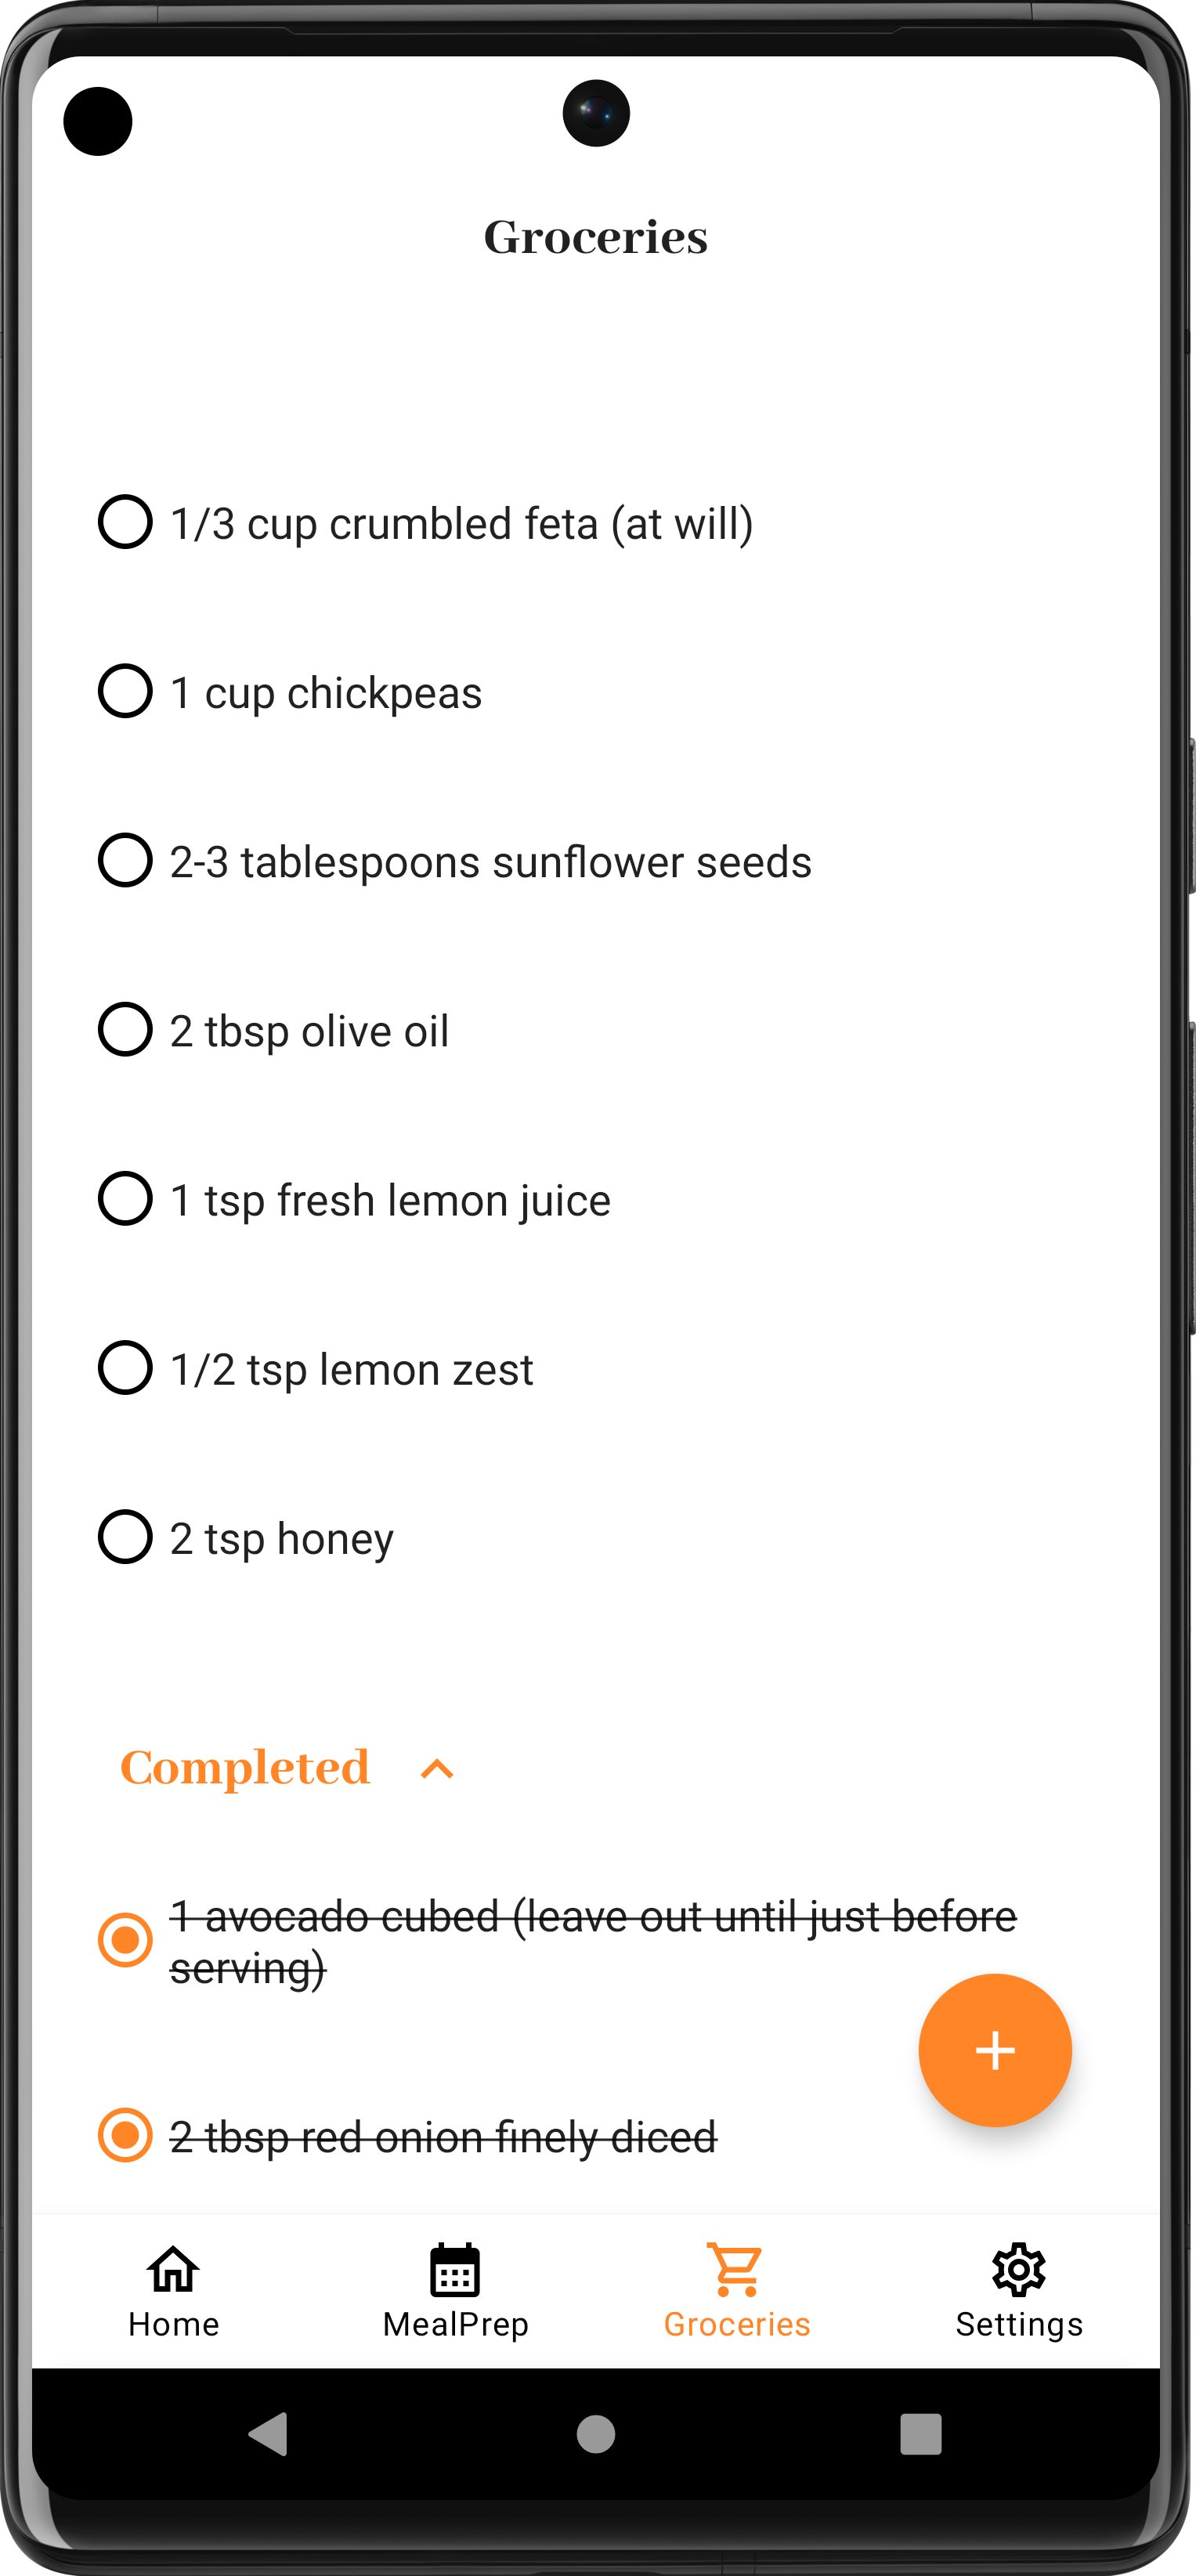 Groceries
1/3 cup crumbled feta (at will)
1 cup chickpeas
2-3 tablespoons sunflower seeds
2 tbsp olive oil
1 tsp fresh lemon juice
1/2 tsp lemon zest
2 tsp honey
Completed
1 avocado cubed (leave out until just before
serving)
2 tbsp red onion finely diced
Home
MealPrep
Groceries
Settings